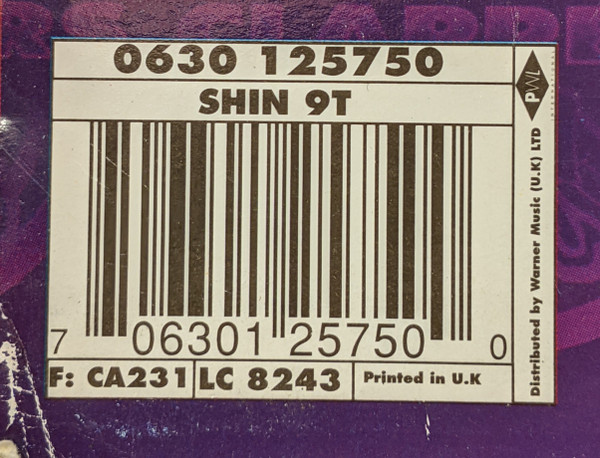 0630 125750
SHIN 9T
7 06301 25750 0
F: CA231
LC 8243
Printed in U.K
PWL
INTERNATIONAL
Distributed by Warner Music (U.K) LTD